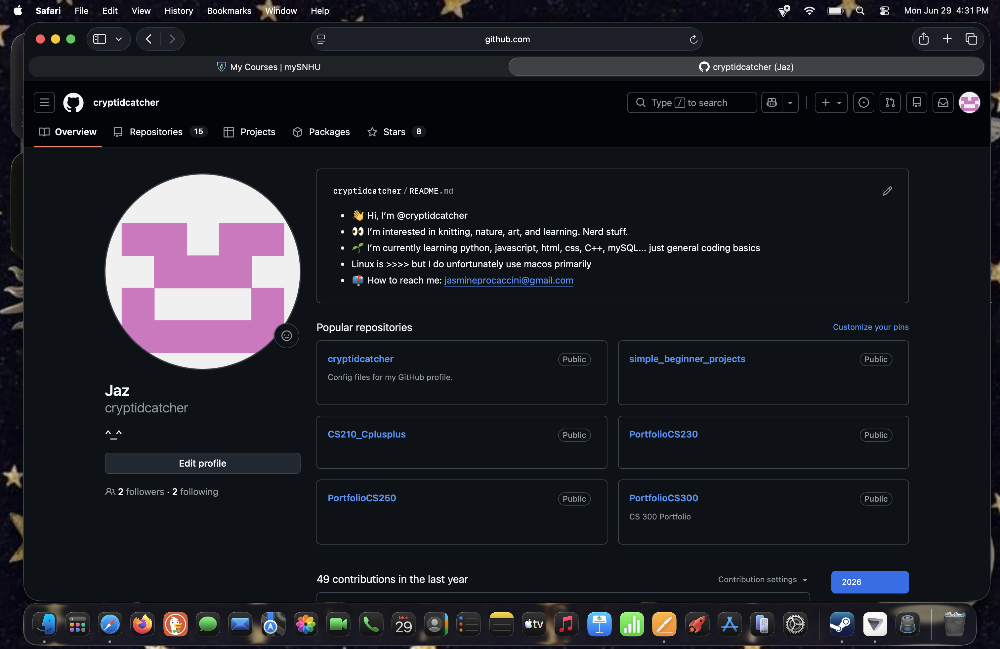 Safari File Edit View History Bookmarks Window Help Mon Jun 29 4:31 PM
github.com
My Courses | mySNHU cryptidcatcher (Jaz)
cryptidcatcher Type / to search
Overview Repositories 15 Projects Packages Stars 8
cryptidcatcher/README.md
👋 Hi, I'm @cryptidcatcher
👀 I'm interested in knitting, nature, art, and learning. Nerd stuff.
🌱 I'm currently learning python, javascript, html, css, C++, mySQL... just general coding basics
Linux is >>>> but I do unfortunately use macos primarily
📫 How to reach me: jasmineprocaccini@gmail.com
Jaz
cryptidcatcher
^_^
Edit profile
2 followers · 2 following
Popular repositories Customize your pins
cryptidcatcher Public
Config files for my GitHub profile.
simple_beginner_projects Public
CS210_Cplusplus Public
PortfolioCS230 Public
PortfolioCS250 Public
PortfolioCS300 Public
CS 300 Portfolio
49 contributions in the last year Contribution settings 2026
Mon
29
tv